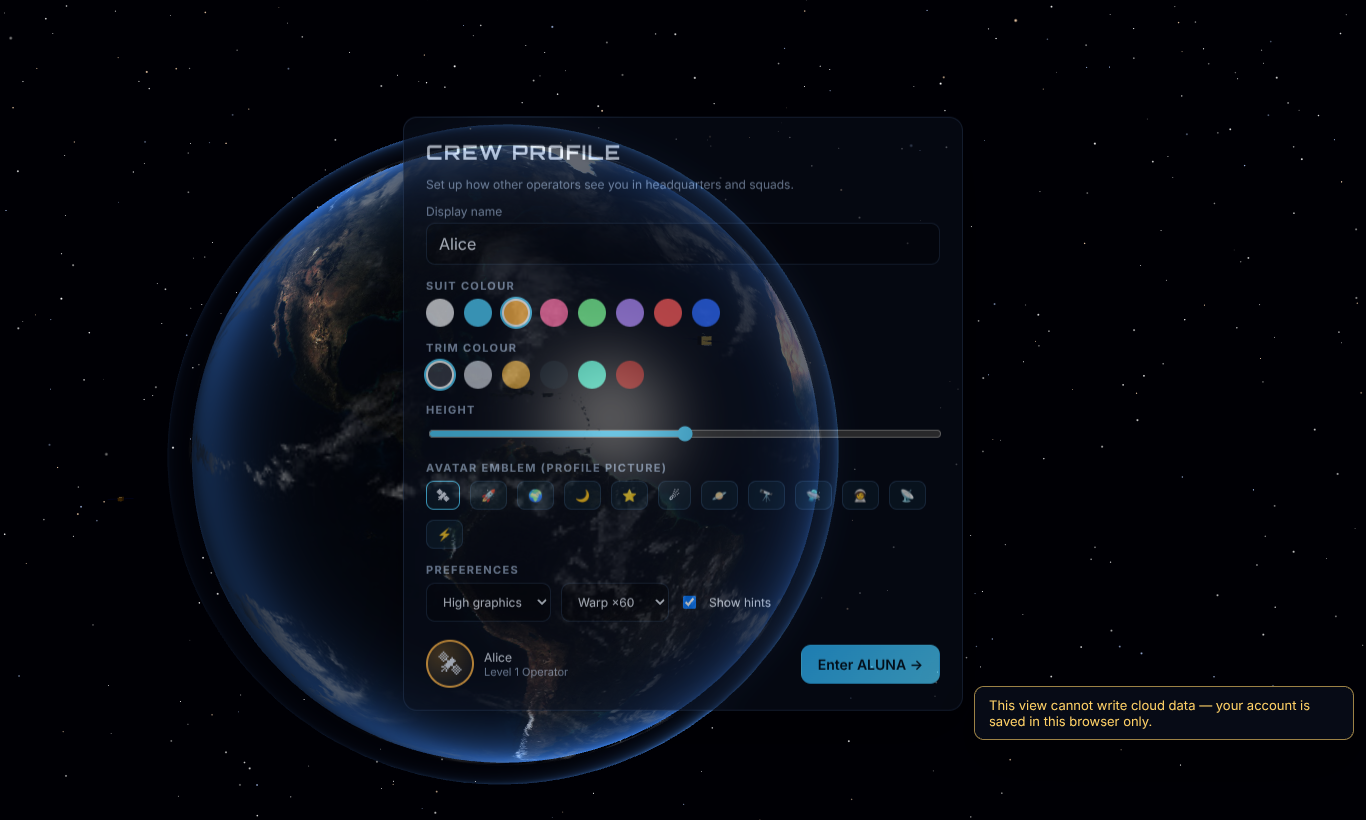 CREW PROFILE
Set up how other operators see you in headquarters and squads.
Display name
Alice
SUIT COLOUR
TRIM COLOUR
HEIGHT
AVATAR EMBLEM (PROFILE PICTURE)
PREFERENCES
High graphics
Warp ×60
Show hints
Alice
Level 1 Operator
Enter ALUNA →
This view cannot write cloud data — your account is
saved in this browser only.